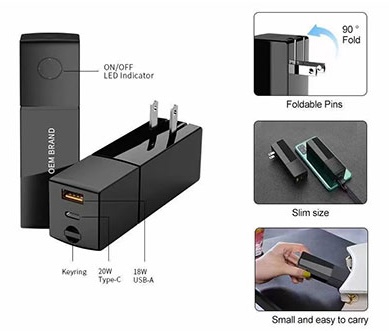 ON/OFF
LED Indicator
OEM BRAND
Keyring
20W
Type-C
18W
USB-A
90 °
Fold
Foldable Pins
Slim size
Small and easy to carry